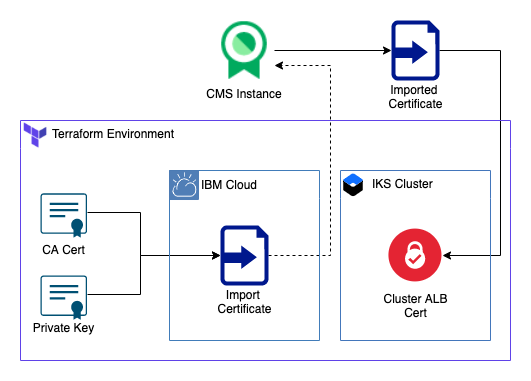 CMS Instance
Imported
Certificate
Terraform Environment
IBM Cloud
IKS Cluster
CA Cert
Private Key
Import
Certificate
Cluster ALB
Cert